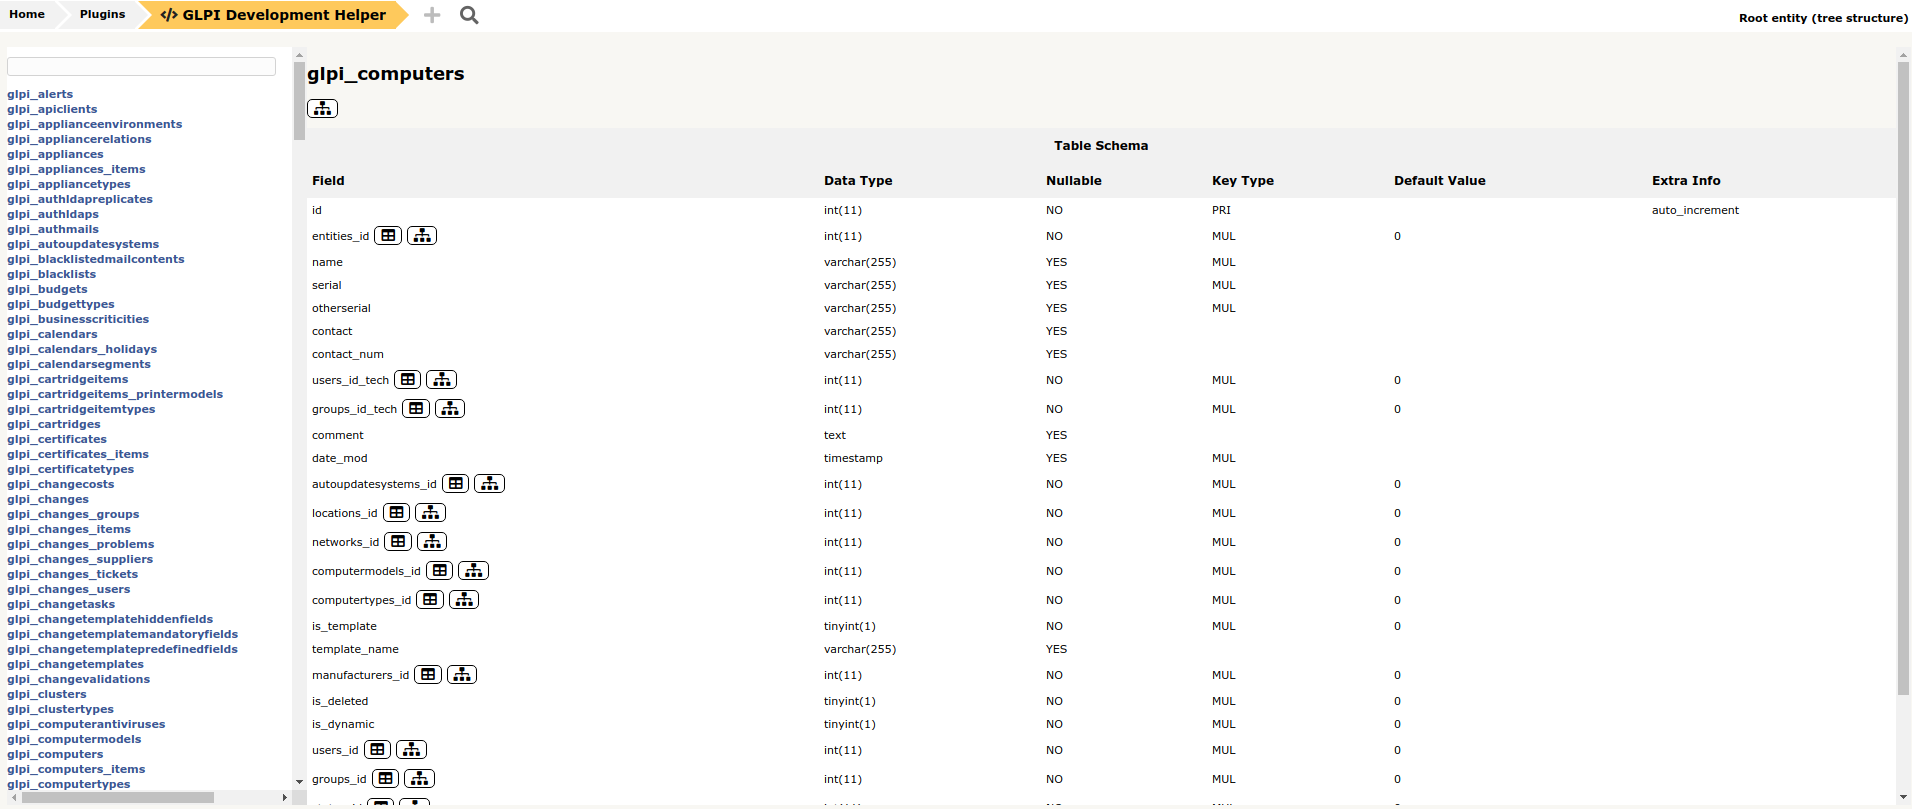 Home Plugins </> GLPI Development Helper
Root entity (tree structure)
glpi_alerts
glpi_apiclients
glpi_applianceenvironments
glpi_appliancerelations
glpi_appliances
glpi_appliances_items
glpi_appliancetypes
glpi_authldapreplicates
glpi_authldaps
glpi_authmails
glpi_autoupdatesystems
glpi_blacklistedmailcontents
glpi_blacklists
glpi_budgets
glpi_budgettypes
glpi_businesscriticities
glpi_calendars
glpi_calendars_holidays
glpi_calendarsegments
glpi_cartridgeitems
glpi_cartridgeitems_printermodels
glpi_cartridgeitemtypes
glpi_cartridges
glpi_certificates
glpi_certificates_items
glpi_certificatetypes
glpi_changecosts
glpi_changes
glpi_changes_groups
glpi_changes_items
glpi_changes_problems
glpi_changes_suppliers
glpi_changes_tickets
glpi_changes_users
glpi_changetasks
glpi_changetemplatehiddenfields
glpi_changetemplatemandatoryfields
glpi_changetemplatepredefinedfields
glpi_changetemplates
glpi_changevalidations
glpi_clusters
glpi_clustertypes
glpi_computerantiviruses
glpi_computermodels
glpi_computers
glpi_computers_items
glpi_computertypes
glpi_computers
Table Schema
Field Data Type Nullable Key Type Default Value Extra Info
id int(11) NO PRI auto_increment
entities_id int(11) NO MUL 0
name varchar(255) YES MUL
serial varchar(255) YES MUL
otherserial varchar(255) YES MUL
contact varchar(255) YES
contact_num varchar(255) YES
users_id_tech int(11) NO MUL 0
groups_id_tech int(11) NO MUL 0
comment text YES
date_mod timestamp YES MUL
autoupdatesystems_id int(11) NO MUL 0
locations_id int(11) NO MUL 0
networks_id int(11) NO MUL 0
computermodels_id int(11) NO MUL 0
computertypes_id int(11) NO MUL 0
is_template tinyint(1) NO MUL 0
template_name varchar(255) YES
manufacturers_id int(11) NO MUL 0
is_deleted tinyint(1) NO MUL 0
is_dynamic tinyint(1) NO MUL 0
users_id int(11) NO MUL 0
groups_id int(11) NO MUL 0